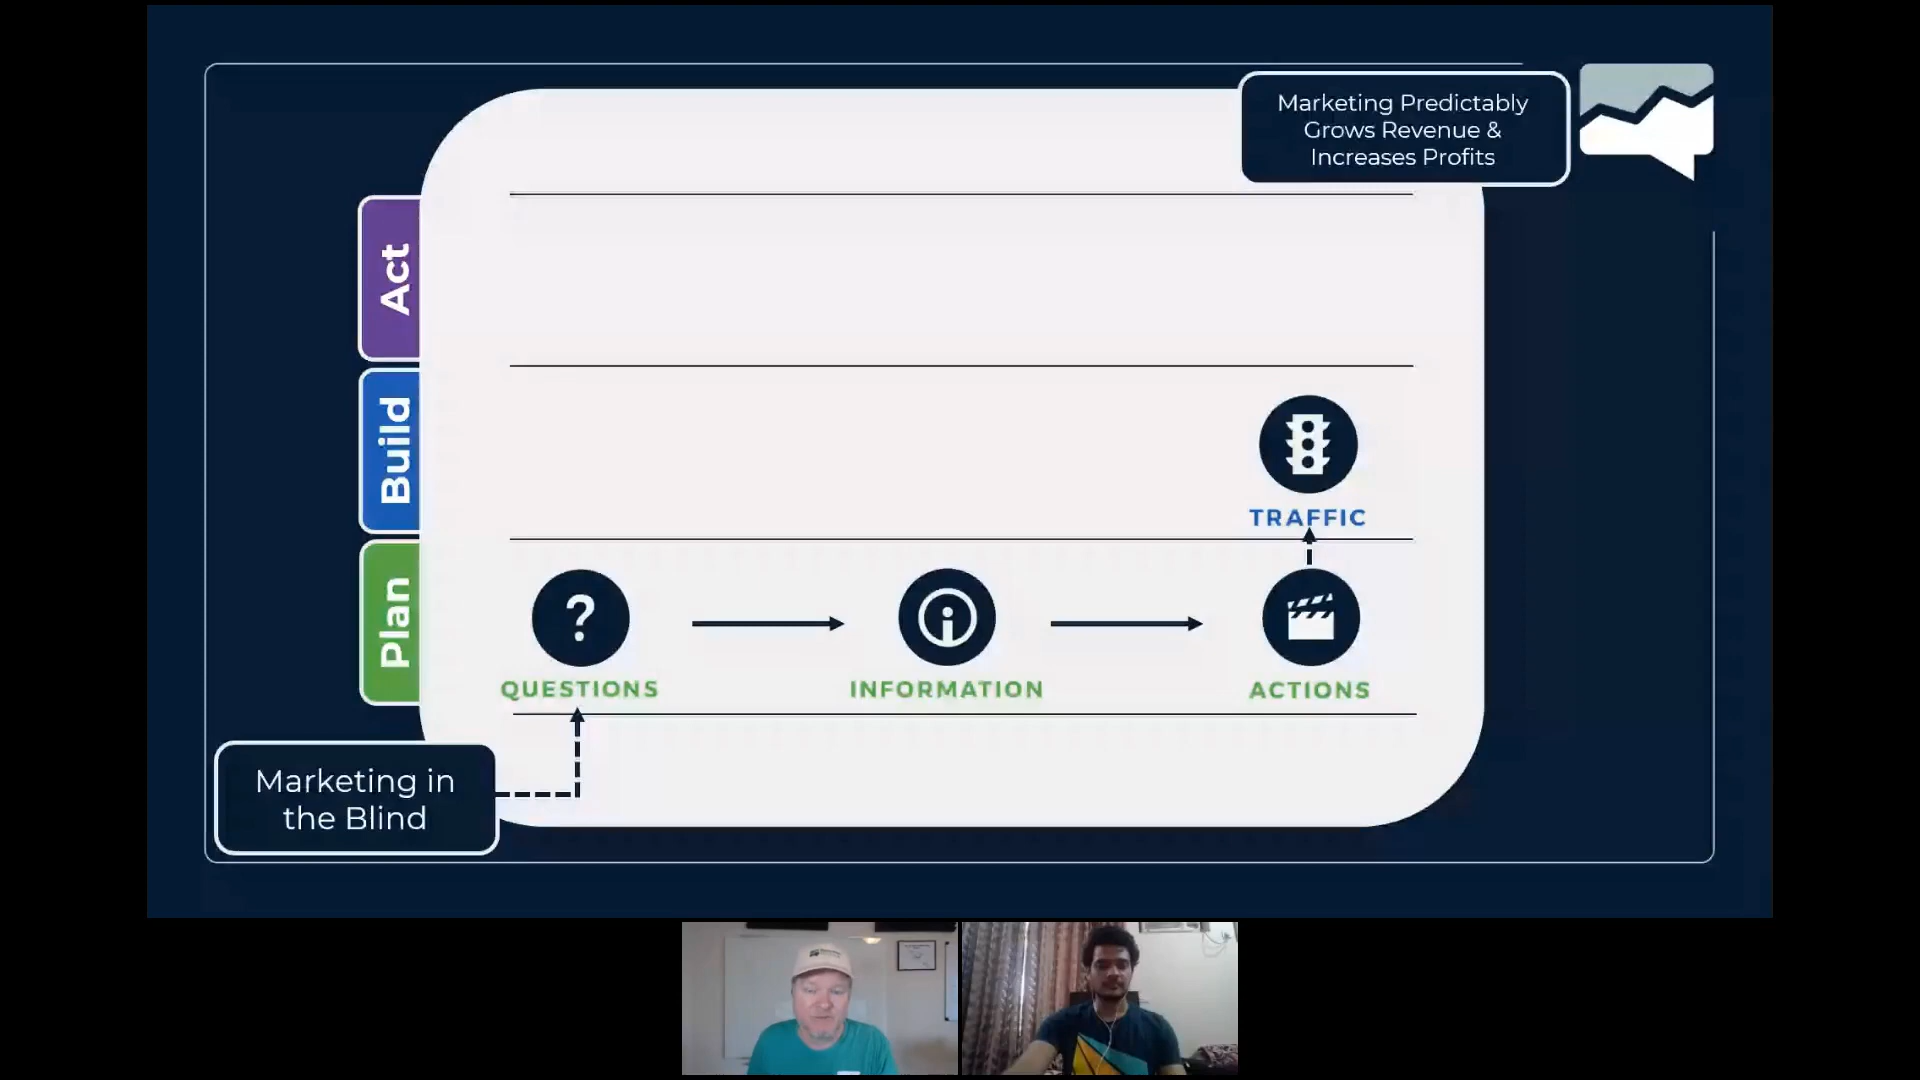 Marketing Predictably
Grows Revenue &
Increases Profits
Act
Build
TRAFFIC
Plan
?
i
QUESTIONS
INFORMATION
ACTIONS
Marketing in
the Blind